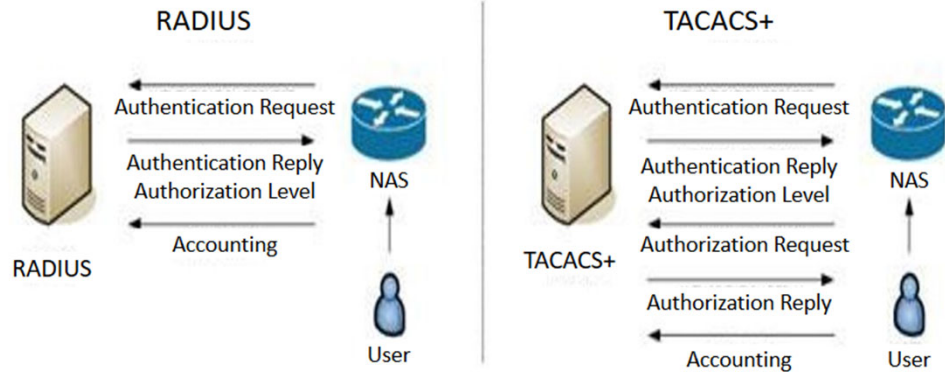 RADIUS
Authentication Request
Authentication Reply
Authorization Level
NAS
Accounting
RADIUS
User
TACACS+
Authentication Request
Authentication Reply
Authorization Level
NAS
Authorization Request
TACACS+
Authorization Reply
Accounting
User